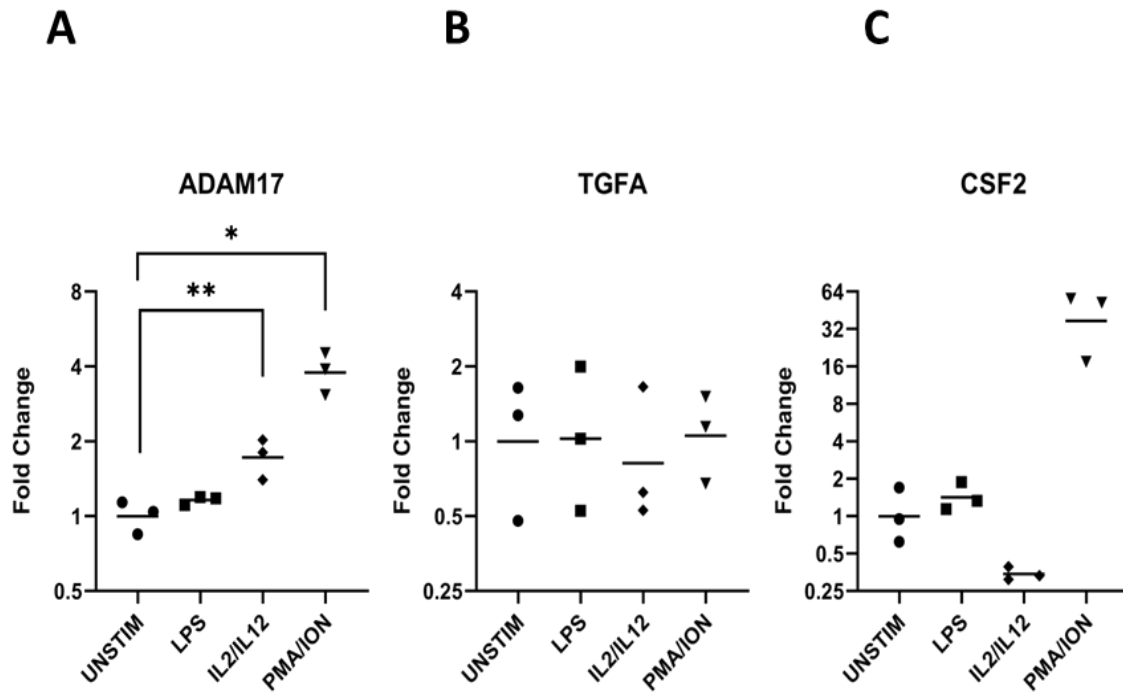 A
B
C
ADAM17
TGFA
CSF2
*
**
Fold Change
8
4
2
1
0.5
UNSTIM
LPS
IL2/IL12
PMA/ION
Fold Change
4
2
1
0.5
0.25
UNSTIM
LPS
IL2/IL12
PMA/ION
Fold Change
64
32
16
8
4
2
1
0.5
0.25
UNSTIM
LPS
IL2/IL12
PMA/ION